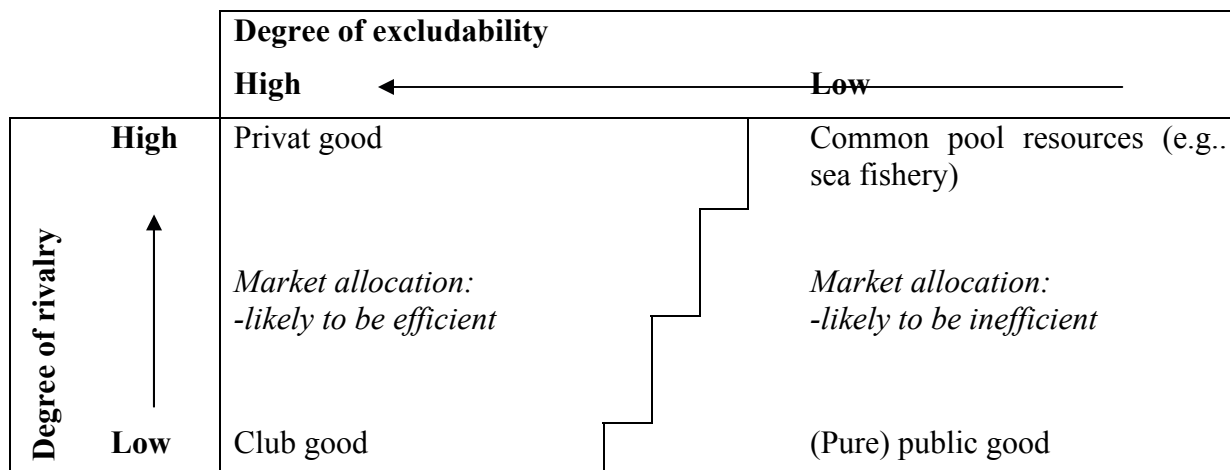 Degree of excludability
High Low
High Privat good Common pool resources (e.g..
sea fishery)
Degree of rivalry
Market allocation: Market allocation:
-likely to be efficient -likely to be inefficient
Low Club good (Pure) public good